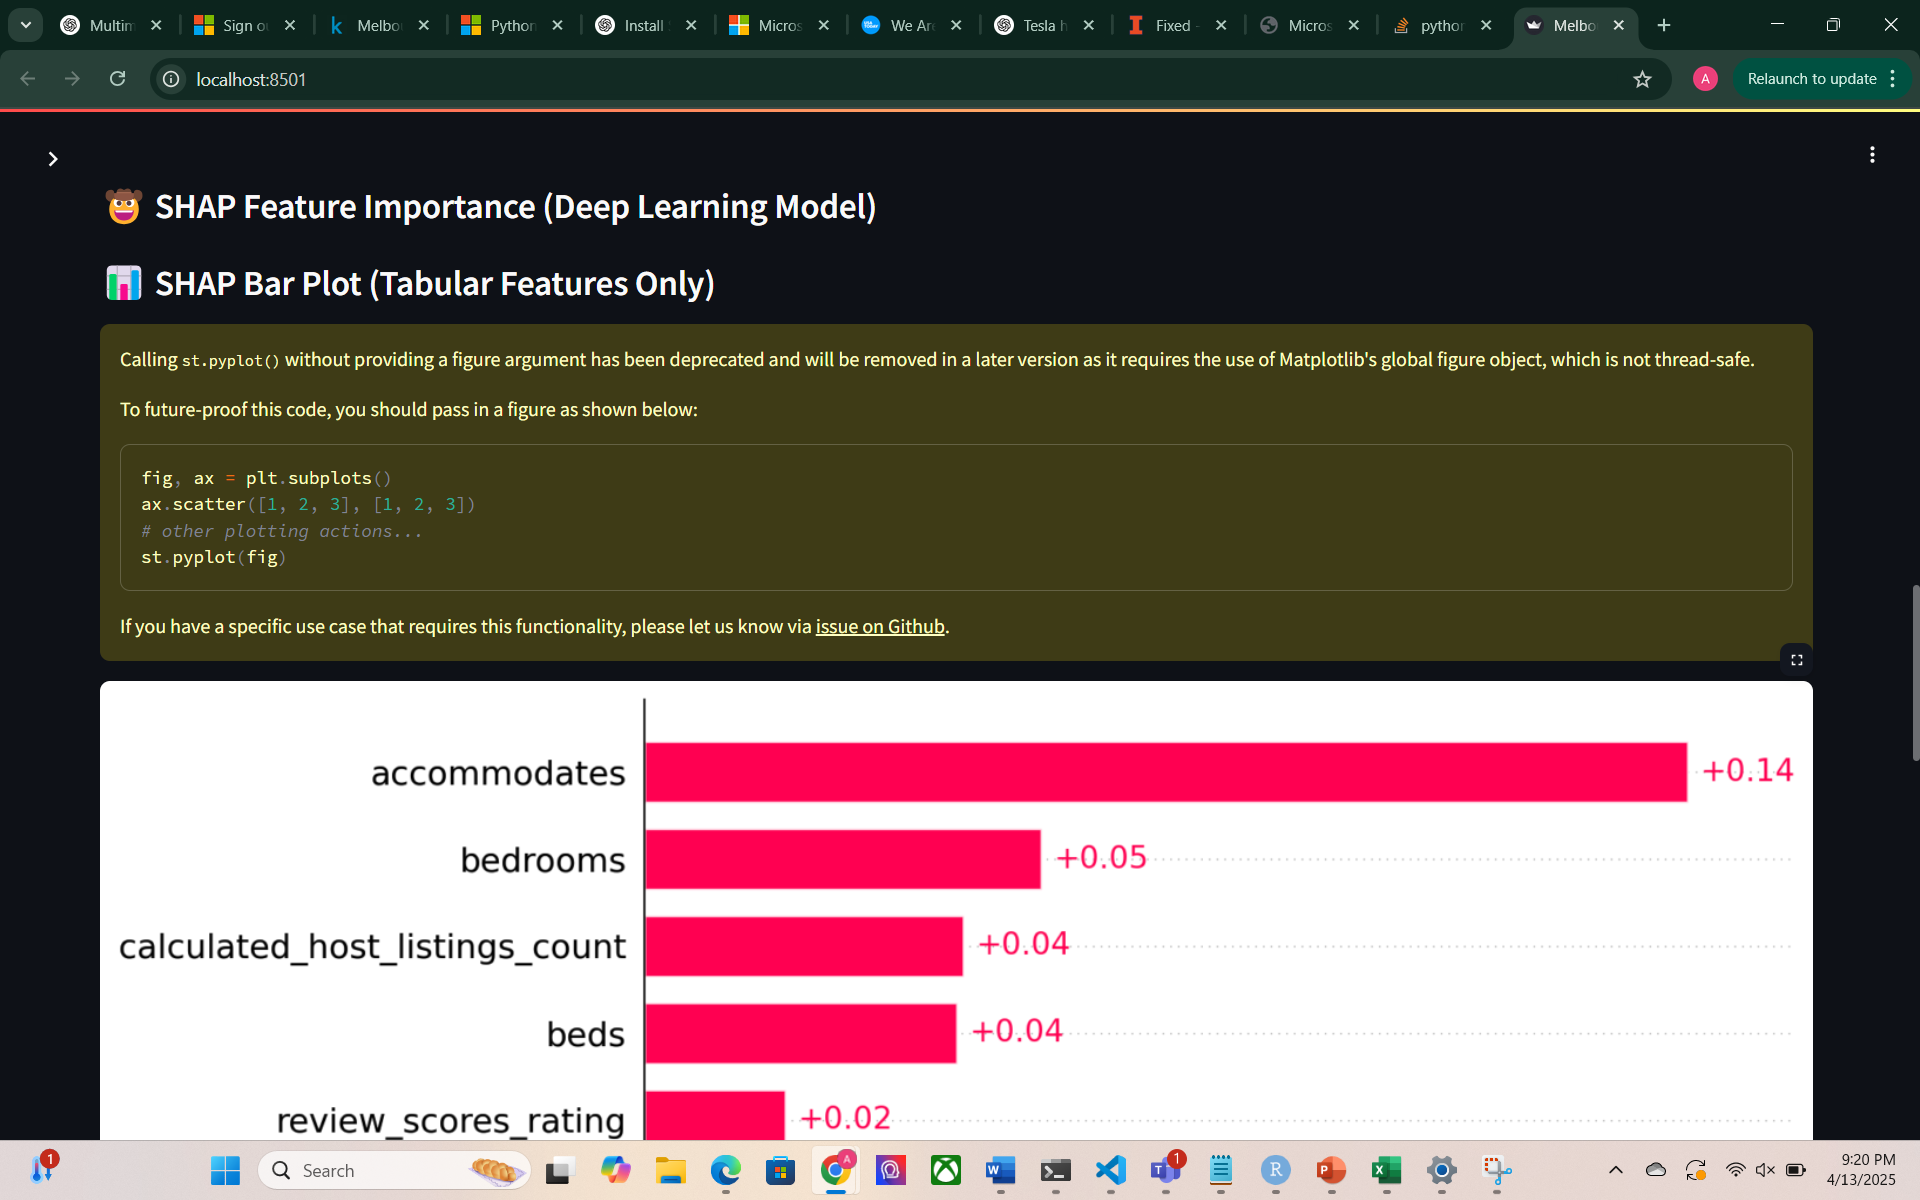 Multim
Sign o
Melbo
Python
Install
Micros
We Ar
Tesla h
Fixed -
Micros
python
Melbo
localhost:8501
A
Relaunch to update
SHAP Feature Importance (Deep Learning Model)
SHAP Bar Plot (Tabular Features Only)
Calling st.pyplot() without providing a figure argument has been deprecated and will be removed in a later version as it requires the use of Matplotlib's global figure object, which is not thread-safe.
To future-proof this code, you should pass in a figure as shown below:
fig, ax = plt.subplots()
ax.scatter([1, 2, 3], [1, 2, 3])
# other plotting actions...
st.pyplot(fig)
If you have a specific use case that requires this functionality, please let us know via issue on Github.
accommodates +0.14
bedrooms +0.05
calculated_host_listings_count +0.04
beds +0.04
review_scores_rating +0.02
1
Search
A
1
9:20 PM
4/13/2025